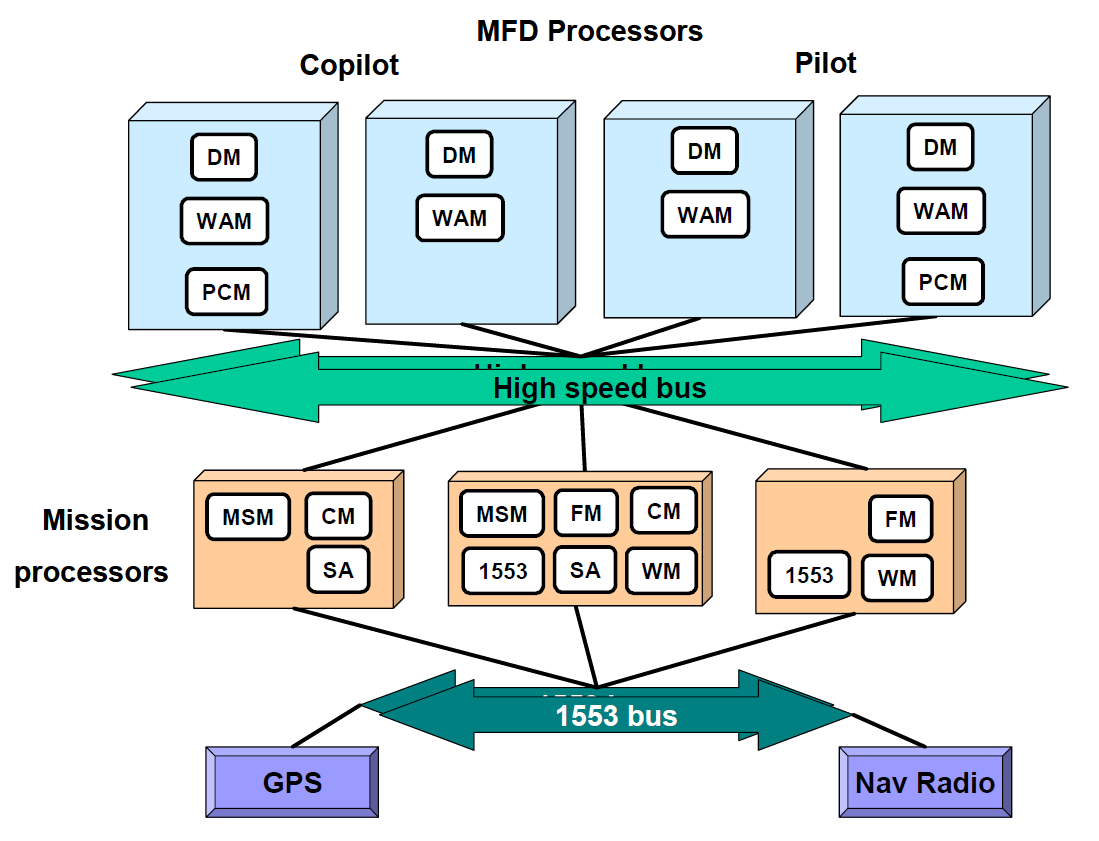 MFD Processors
Copilot
Pilot
DM
WAM
PCM
DM
WAM
DM
WAM
DM
WAM
PCM
High speed bus
Mission
processors
MSM
CM
SA
MSM
FM
CM
1553
SA
WM
FM
1553
WM
1553 bus
GPS
Nav Radio